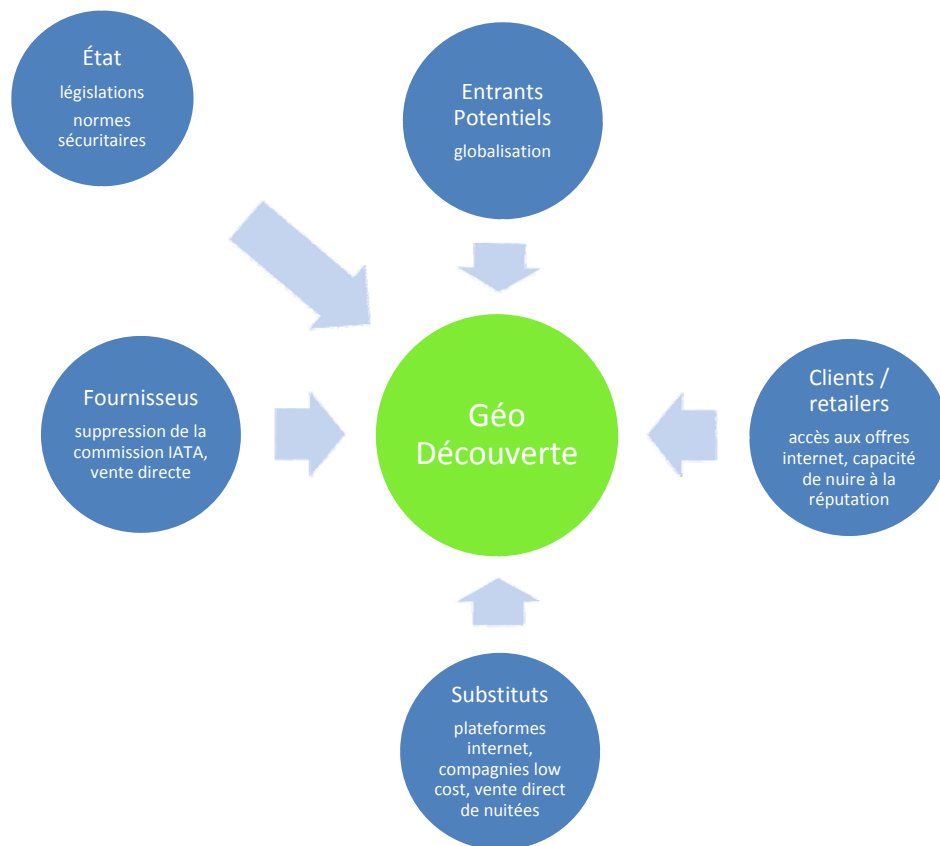 État
législations
normes
sécuritaires
Entrants
Potentiels
globalisation
Fournisseus
suppression de la
commission IATA,
vente directe
Géo
Découverte
Clients /
retailers
accès aux offres
internet, capacité
de nuire à la
réputation
Substituts
plateformes
internet,
compagnies low
cost, vente direct
de nuitées